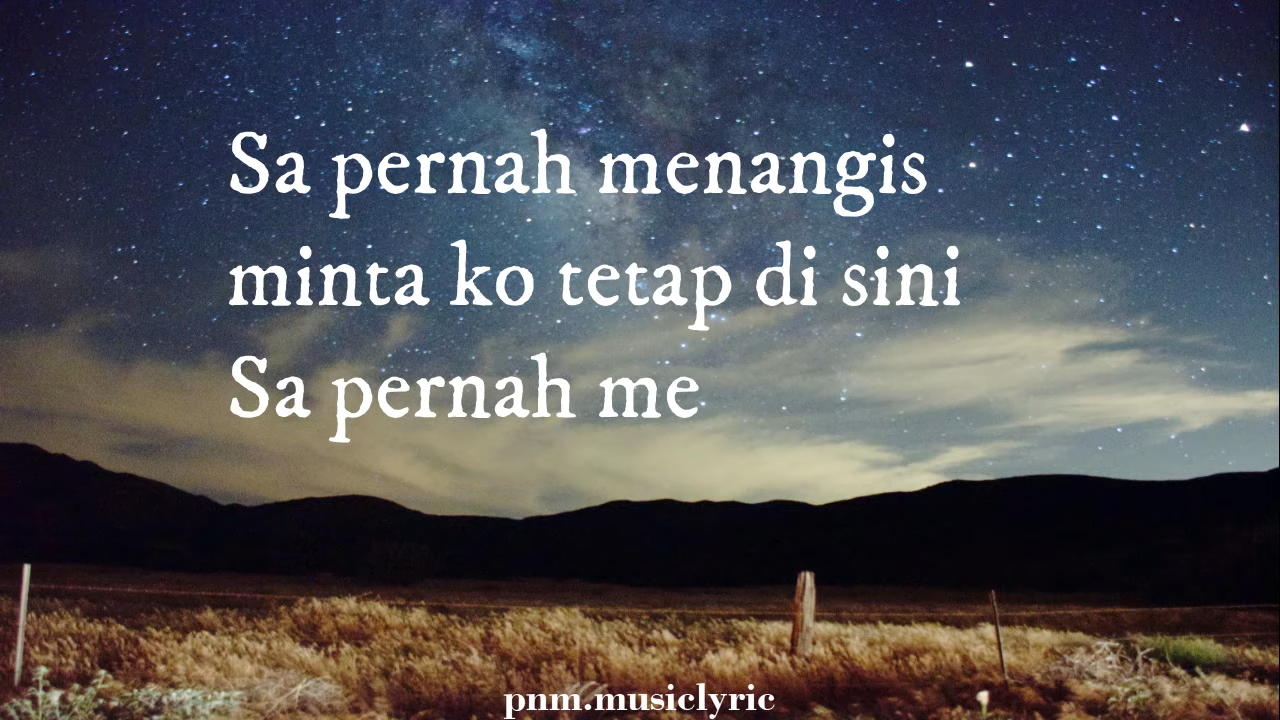 Sa pernah menangis
minta ko tetap di sini
Sa pernah me
pnm.musiclyric